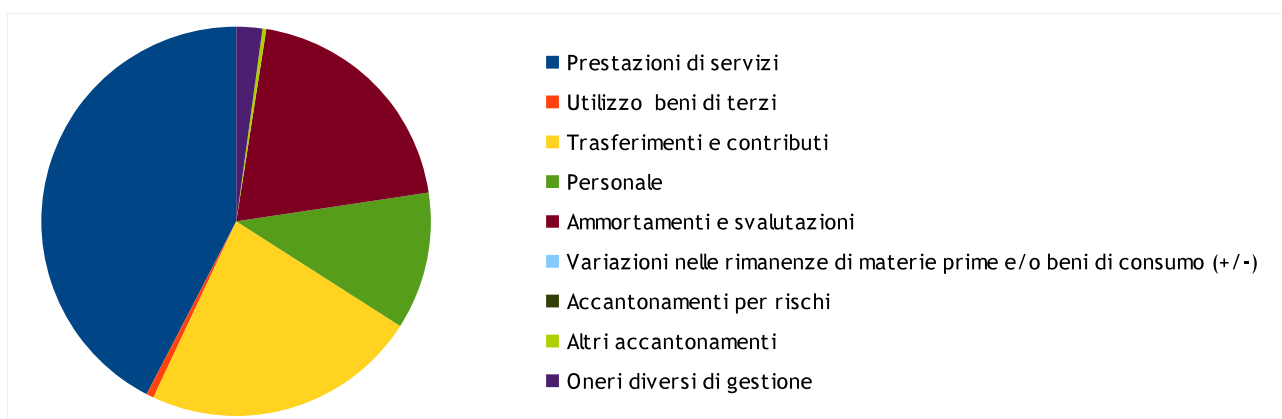 Prestazioni di servizi
Utilizzo beni di terzi
Trasferimenti e contributi
Personale
Ammortamenti e svalutazioni
Variazioni nelle rimanenze di materie prime e/o beni di consumo (+/-)
Accantonamenti per rischi
Altri accantonamenti
Oneri diversi di gestione